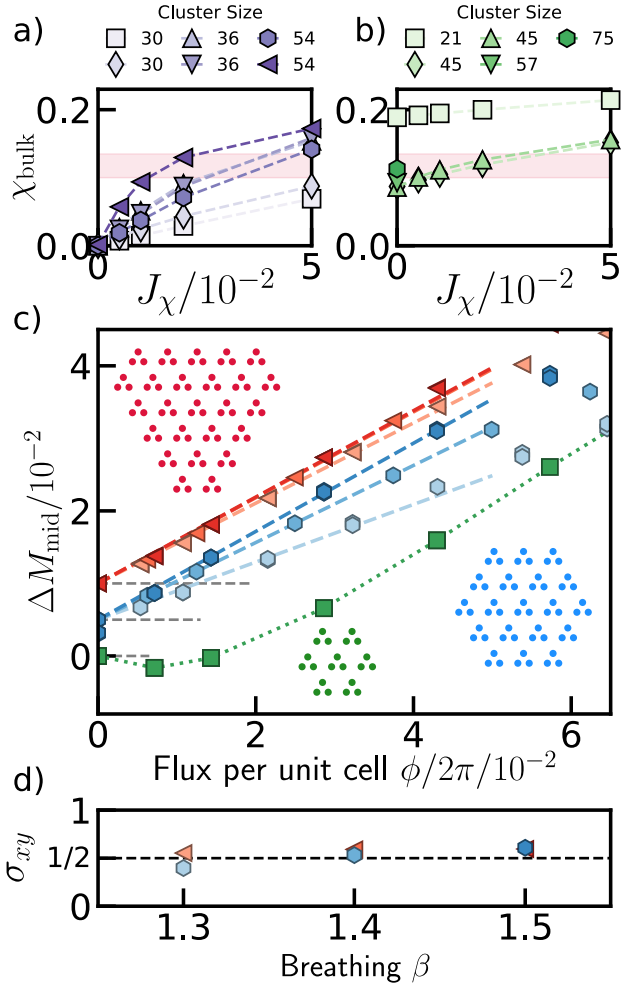 a)
Cluster Size
30 36 54
30 36 54
b)
Cluster Size
21 45 75
45 57
χbulk
0.2
0.0
0 5
Jχ/10⁻²
0.2
0.0
0 5
Jχ/10⁻²
c)
ΔMmid/10⁻²
4
2
0
0 2 4 6
Flux per unit cell ϕ/2π/10⁻²
d)
σxy
1
1/2
0
1.3 1.4 1.5
Breathing β